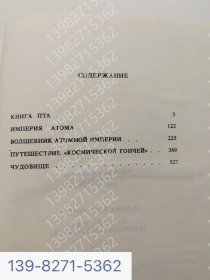 СОДЕРЖАНИЕ
КНИГА ПТА 3
ИМПЕРИЯ АТОМА 122
ВОЛШЕБНИК АТОМНОЙ ИМПЕРИИ . . 225
ПУТЕШЕСТВИЕ «КОСМИЧЕСКОЙ ГОНЧЕЙ» . 369
ЧУДОВИЩЕ . . . 527
13982715362
139-8271-5362